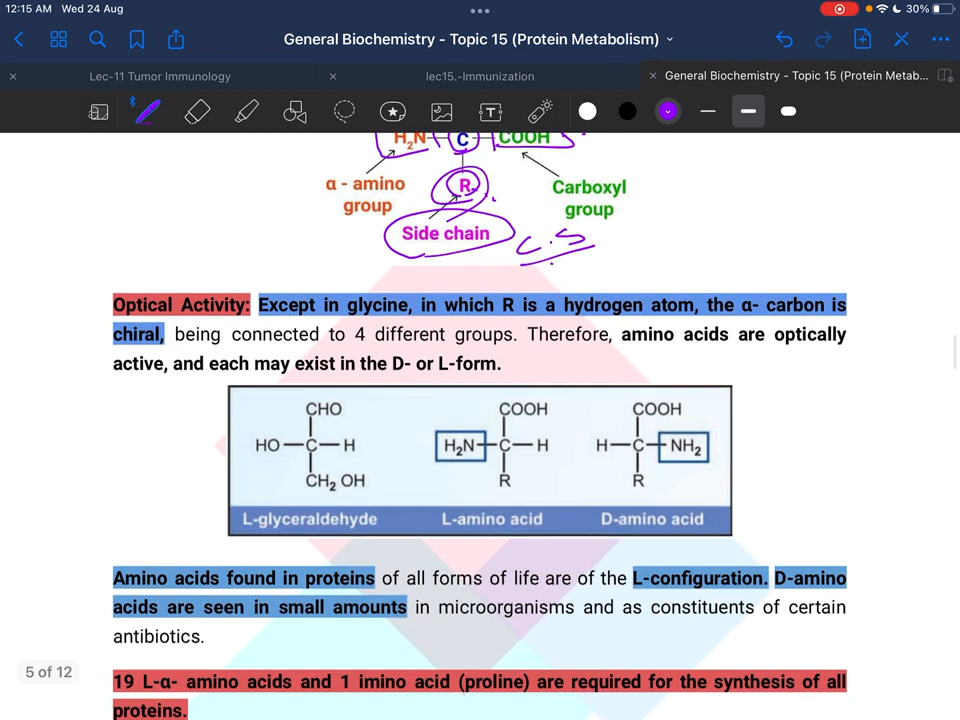 12:15 AM Wed 24 Aug
30%
General Biochemistry - Topic 15 (Protein Metabolism)
Lec-11 Tumor Immunology
lec15.-Immunization
General Biochemistry - Topic 15 (Protein Metab...
H₂N—C—COOH
α - amino group
R
Carboxyl group
Side chain
C.S
Optical Activity: Except in glycine, in which R is a hydrogen atom, the α- carbon is
chiral, being connected to 4 different groups. Therefore, amino acids are optically
active, and each may exist in the D- or L-form.
CHO COOH COOH
HO—C—H H₂N—C—H H—C—NH₂
CH₂ OH R R
L-glyceraldehyde L-amino acid D-amino acid
Amino acids found in proteins of all forms of life are of the L-configuration. D-amino
acids are seen in small amounts in microorganisms and as constituents of certain
antibiotics.
5 of 12
19 L-α- amino acids and 1 imino acid (proline) are required for the synthesis of all
proteins.